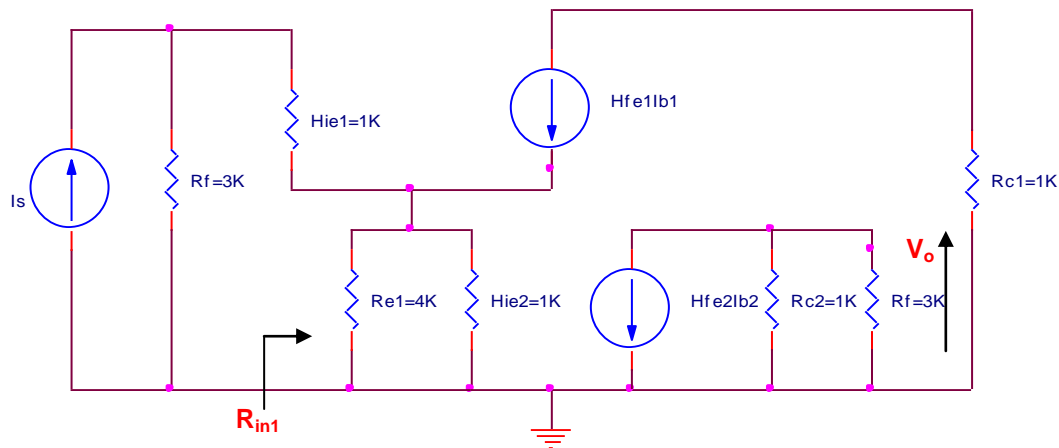 Hfe1Ib1
Hie1=1K
Is
Rf=3K
Rc1=1K
Vo
Re1=4K
Hie2=1K
Hfe2Ib2
Rc2=1K
Rf=3K
Rin1